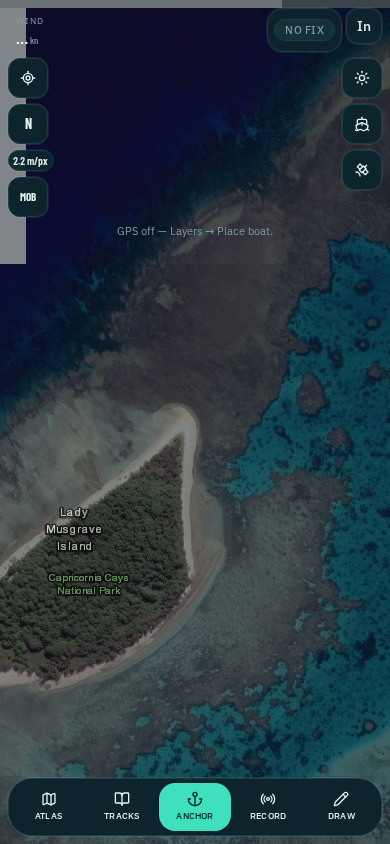 WIND
... kn
NO FIX
In
N
2.2 m/px
MOB
GPS off — Layers → Place boat.
Lady
Musgrave
Island
Capricornia Cays
National Park
ATLAS
TRACKS
ANCHOR
RECORD
DRAW